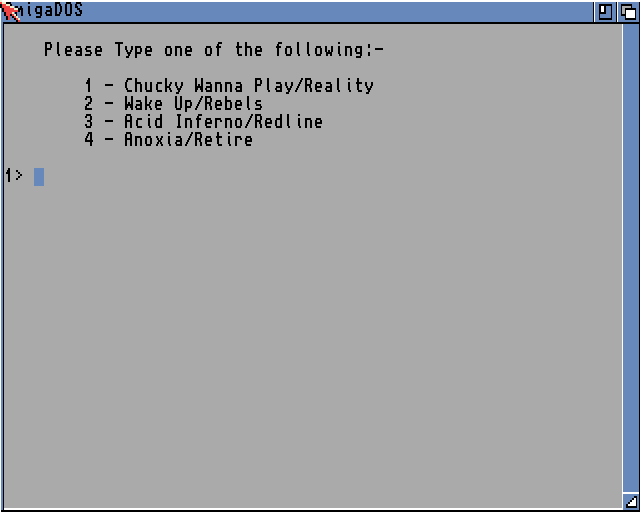 AmigaDOS
Please Type one of the following:-
1 - Chucky Wanna Play/Reality
2 - Wake Up/Rebels
3 - Acid Inferno/Redline
4 - Anoxia/Retire
1>